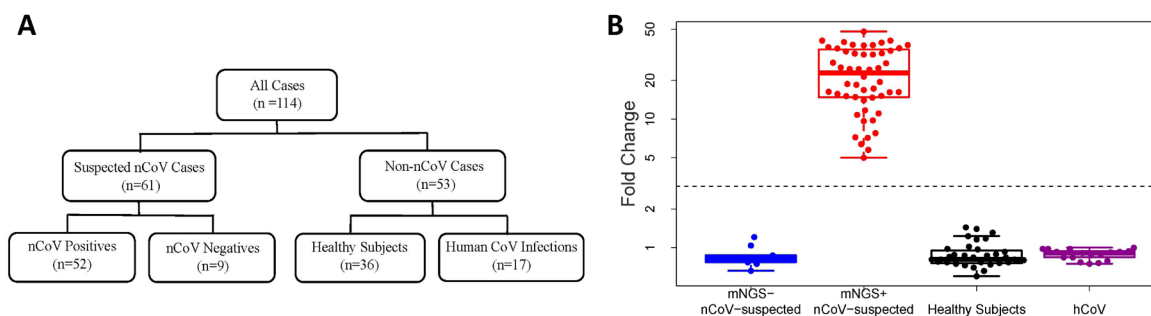 A
All Cases
(n =114)
Suspected nCoV Cases
(n=61)
Non-nCoV Cases
(n=53)
nCoV Positives
(n=52)
nCoV Negatives
(n=9)
Healthy Subjects
(n=36)
Human CoV Infections
(n=17)
B
Fold Change
50
20
10
5
2
1
mNGS−
nCoV−suspected
mNGS+
nCoV−suspected
Healthy Subjects
hCoV